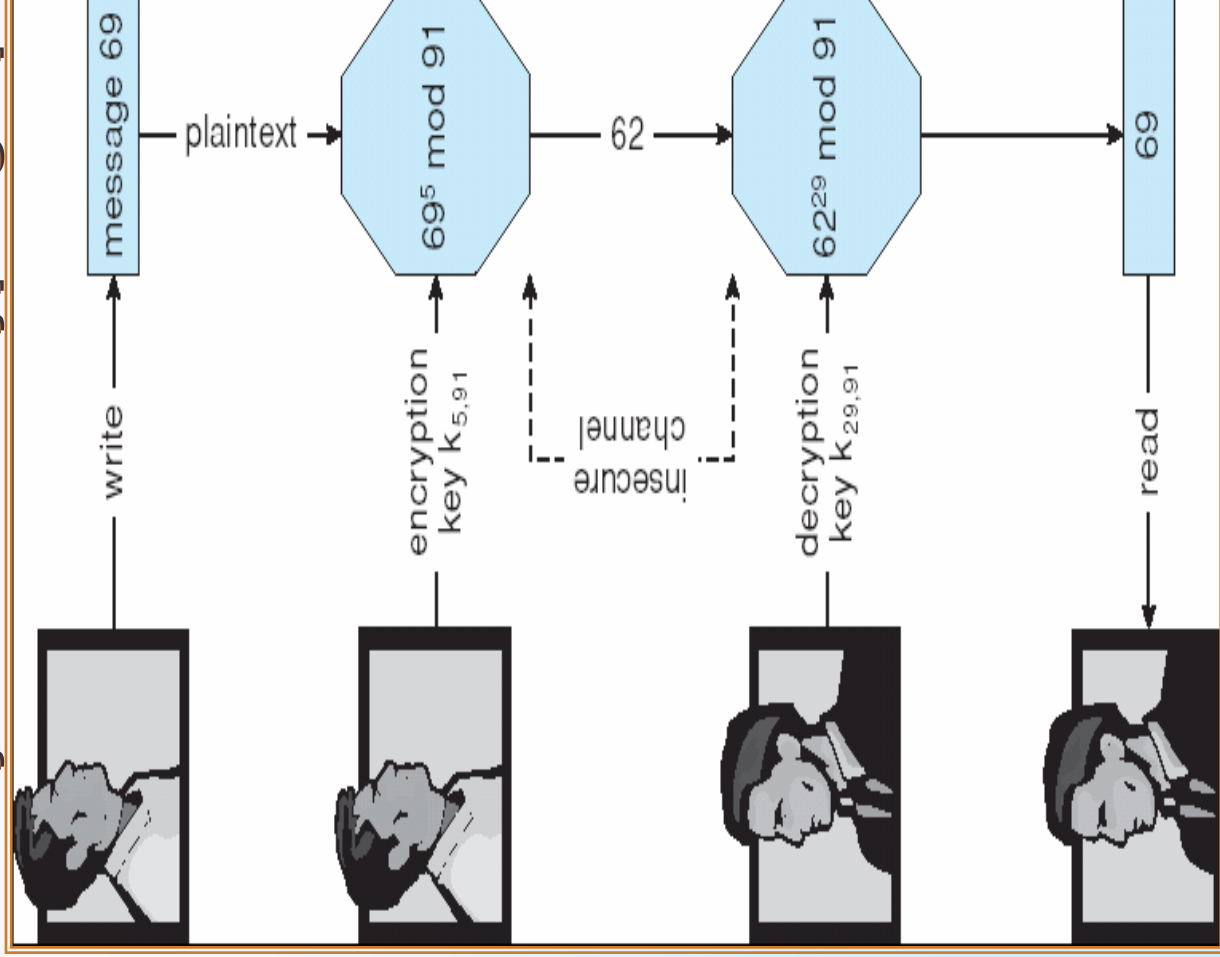 write
message 69
plaintext
encryption
key k5,91
69⁵ mod 91
62
insecure
channel
decryption
key k29,91
62²⁹ mod 91
69
read